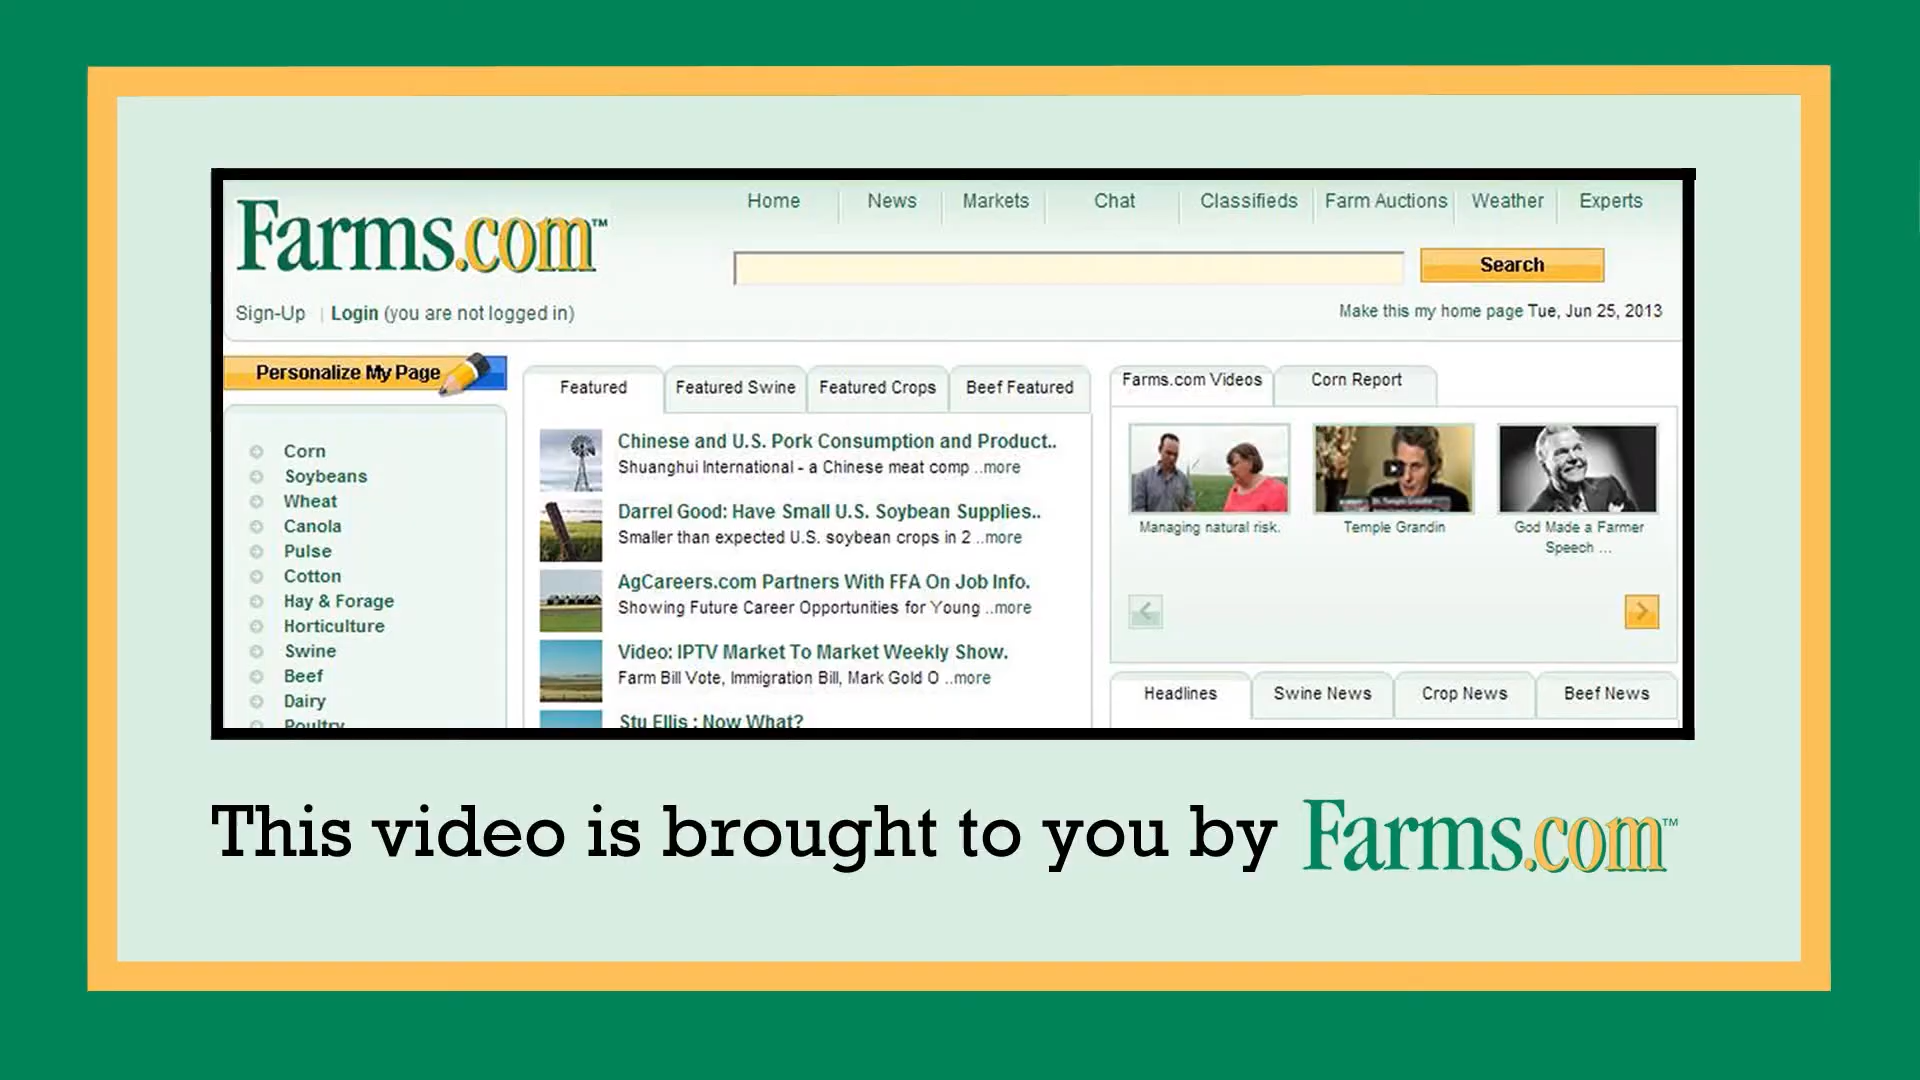 Farms.com™
Home News Markets Chat Classifieds Farm Auctions Weather Experts
Search
Sign-Up | Login (you are not logged in)
Make this my home page Tue, Jun 25, 2013
Personalize My Page
Corn
Soybeans
Wheat
Canola
Pulse
Cotton
Hay & Forage
Horticulture
Swine
Beef
Dairy
Poultry
Featured Featured Swine Featured Crops Beef Featured
Chinese and U.S. Pork Consumption and Product..
Shuanghui International - a Chinese meat comp ..more
Darrel Good: Have Small U.S. Soybean Supplies..
Smaller than expected U.S. soybean crops in 2 ..more
AgCareers.com Partners With FFA On Job Info.
Showing Future Career Opportunities for Young ..more
Video: IPTV Market To Market Weekly Show.
Farm Bill Vote, Immigration Bill, Mark Gold O ..more
Stu Ellis : Now What?
Farms.com Videos Corn Report
Managing natural risk.
Temple Grandin
God Made a Farmer
Speech ...
Headlines Swine News Crop News Beef News
This video is brought to you by Farms.com™